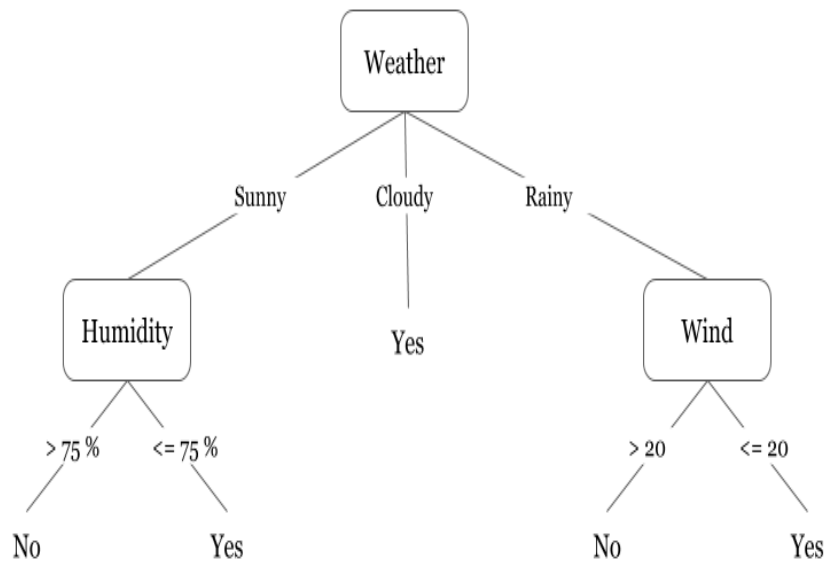 Weather
Sunny Cloudy Rainy
Humidity Yes Wind
> 75 % <= 75 % > 20 <= 20
No Yes No Yes